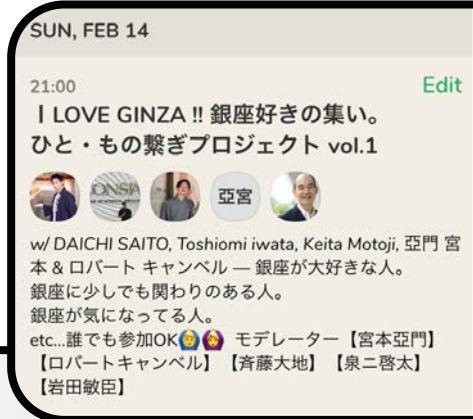 SUN, FEB 14
21:00
Edit
I LOVE GINZA !! 銀座好きの集い。
ひと・もの繋ぎプロジェクト vol.1
亞宮
w/ DAICHI SAITO, Toshiomi iwata, Keita Motoji, 亞門 宮
本 & ロバート キャンベル — 銀座が大好きな人。
銀座に少しでも関わりのある人。
銀座が気になってる人。
etc...誰でも参加OK🙆‍♂️🙆‍♀️ モデレーター【宮本亞門】
【ロバートキャンベル】【斉藤大地】【泉二啓太】
【岩田敏臣】